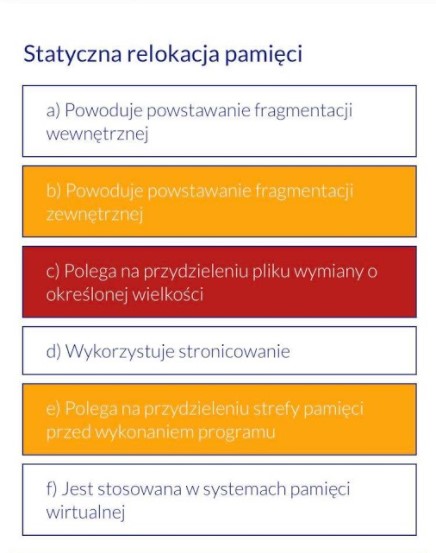 Statyczna relokacja pamięci
a) Powoduje powstawanie fragmentacji
wewnętrznej
b) Powoduje powstawanie fragmentacji
zewnętrznej
c) Polega na przydzieleniu pliku wymiany o
określonej wielkości
d) Wykorzystuje stronicowanie
e) Polega na przydzieleniu strefy pamięci
przed wykonaniem programu
f) Jest stosowana w systemach pamięci
wirtualnej